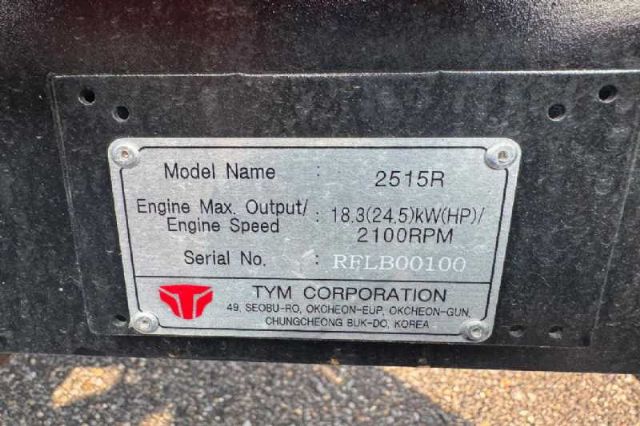 Model Name : 2515R
Engine Max. Output/
Engine Speed : 18.3(24.5)kW(HP)/
2100RPM
Serial No. : RFLB00100
TYM CORPORATION
49, SEOBU-RO, OKCHEON-EUP, OKCHEON-GUN,
CHUNGCHEONG BUK-DO, KOREA